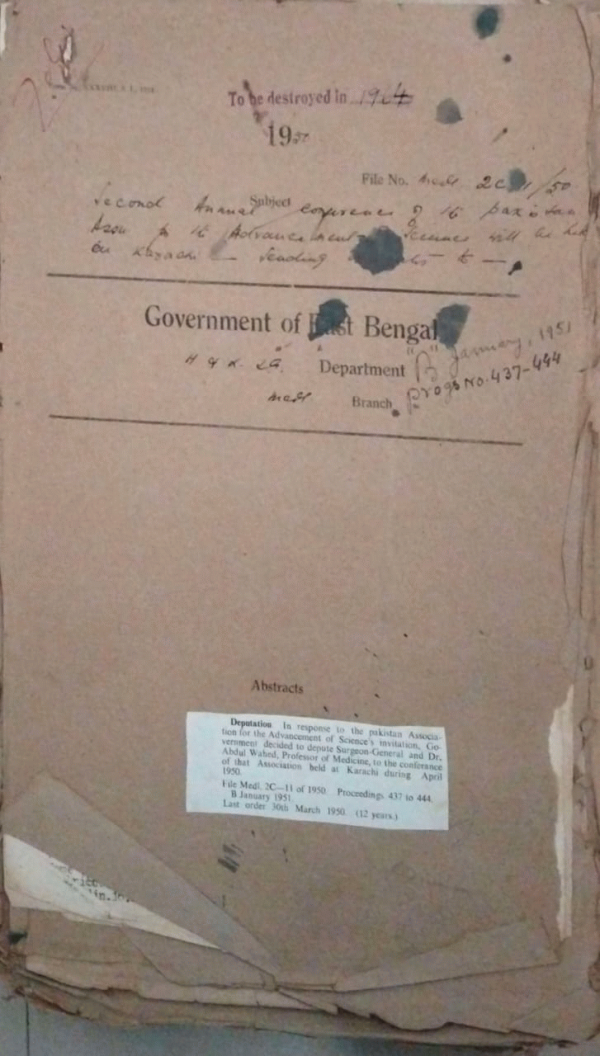 To be destroyed in 1964
1950
File No. Medl 2C-11/50
Subject
Second Annual conference of the Pakistan
Assn for the Advancement of Science will be held
in Karachi — Sending to —
Government of East Bengal
Department "B" January, 1951
Progs No. 437-444
Medl Branch
Abstracts
Deputation In response to the pakistan Associa-
tion for the Advancement of Science's invitation, Go-
vernment decided to depute Surgeon-General and Dr.
Abdul Wahed, Professor of Medicine, to the conference
of that Association held at Karachi during April
1950.
File Medl. 2C—11 of 1950. Proceedings 437 to 444
B January 1951
Last order 30th March 1950. (12 years.)